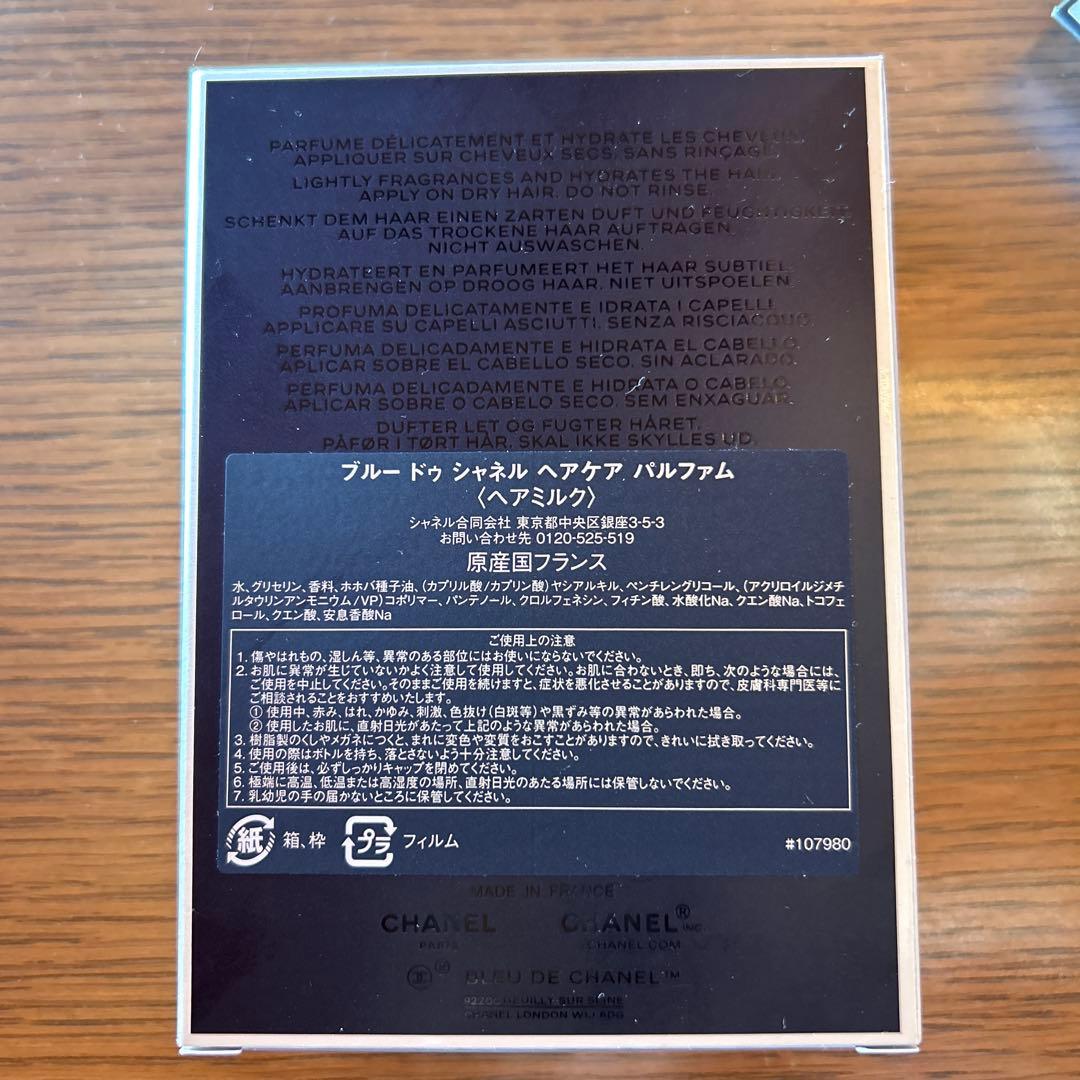 PARFUME DÉLICATEMENT ET HYDRATE LES CHEVEUX.
APPLIQUER SUR CHEVEUX SECS. SANS RINÇAGE.
LIGHTLY FRAGRANCES AND HYDRATES THE HAIR.
APPLY ON DRY HAIR. DO NOT RINSE.
SCHENKT DEM HAAR EINEN ZARTEN DUFT UND FEUCHTIGKEIT.
AUF DAS TROCKENE HAAR AUFTRAGEN.
NICHT AUSWASCHEN.
HYDRATEERT EN PARFUMEERT HET HAAR SUBTIEL.
AANBRENGEN OP DROOG HAAR. NIET UITSPOELEN.
PROFUMA DELICATAMENTE E IDRATA I CAPELLI.
APPLICARE SU CAPELLI ASCIUTTI. SENZA RISCIACQUO.
PERFUMA DELICADAMENTE E HIDRATA EL CABELLO.
APLICAR SOBRE EL CABELLO SECO. SIN ACLARADO.
PERFUMA DELICADAMENTE E HIDRATA O CABELO.
APLICAR SOBRE O CABELO SECO. SEM ENXAGUAR.
DUFTER LET OG FUGTER HÅRET.
PÅFØR I TØRT HÅR. SKAL IKKE SKYLLES UD.
ブルー ドゥ シャネル ヘアケア パルファム
〈ヘアミルク〉
シャネル合同会社 東京都中央区銀座3-5-3
お問い合わせ先 0120-525-519
原産国フランス
水、グリセリン、香料、ホホバ種子油、(カプリル酸/カプリン酸)ヤシアルキル、ペンチレングリコール、(アクリロイルジメチ
ルタウリンアンモニウム/VP)コポリマー、パンテノール、クロルフェネシン、フィチン酸、水酸化Na、クエン酸Na、トコフェ
ロール、クエン酸、安息香酸Na
ご使用上の注意
1. 傷やはれもの、湿しん等、異常のある部位にはお使いにならないでください。
2. お肌に異常が生じていないかよく注意して使用してください。お肌に合わないとき、即ち、次のような場合には、
ご使用を中止してください。そのままご使用を続けますと、症状を悪化させることがありますので、皮膚科専門医等に
ご相談されることをおすすめいたします。
① 使用中、赤み、はれ、かゆみ、刺激、色抜け(白斑等)や黒ずみ等の異常があらわれた場合。
② 使用したお肌に、直射日光があたって上記のような異常があらわれた場合。
3. 樹脂製のくしやメガネにつくと、まれに変色や変質をおこすことがありますので、きれいに拭き取ってください。
4. 使用の際はボトルを持ち、落とさないよう十分注意してください。
5. ご使用後は、必ずしっかりキャップを閉めてください。
6. 極端に高温、低温または高湿度の場所、直射日光のあたる場所には保管しないでください。
7. 乳幼児の手の届かないところに保管してください。
紙 箱、枠 プラ フィルム #107980
MADE IN FRANCE
CHANEL CHANEL® INC.
PARIS CHANEL.COM
BLEU DE CHANEL™
92200 NEUILLY SUR SEINE
CHANEL LONDON W1J 6DG